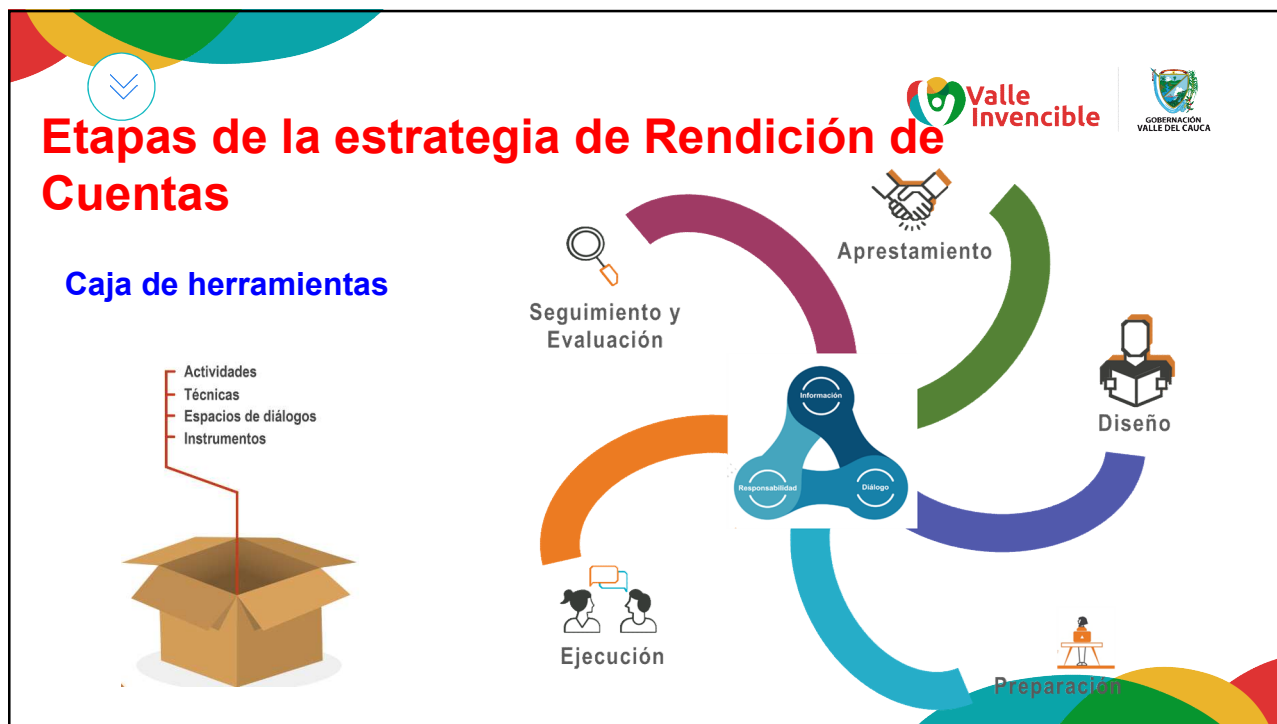 Valle
Invencible
GOBERNACIÓN
VALLE DEL CAUCA
Etapas de la estrategia de Rendición de
Cuentas
Caja de herramientas
Actividades
Técnicas
Espacios de diálogos
Instrumentos
Aprestamiento
Seguimiento y
Evaluación
Diseño
Información
Responsabilidad
Diálogo
Ejecución
Preparación